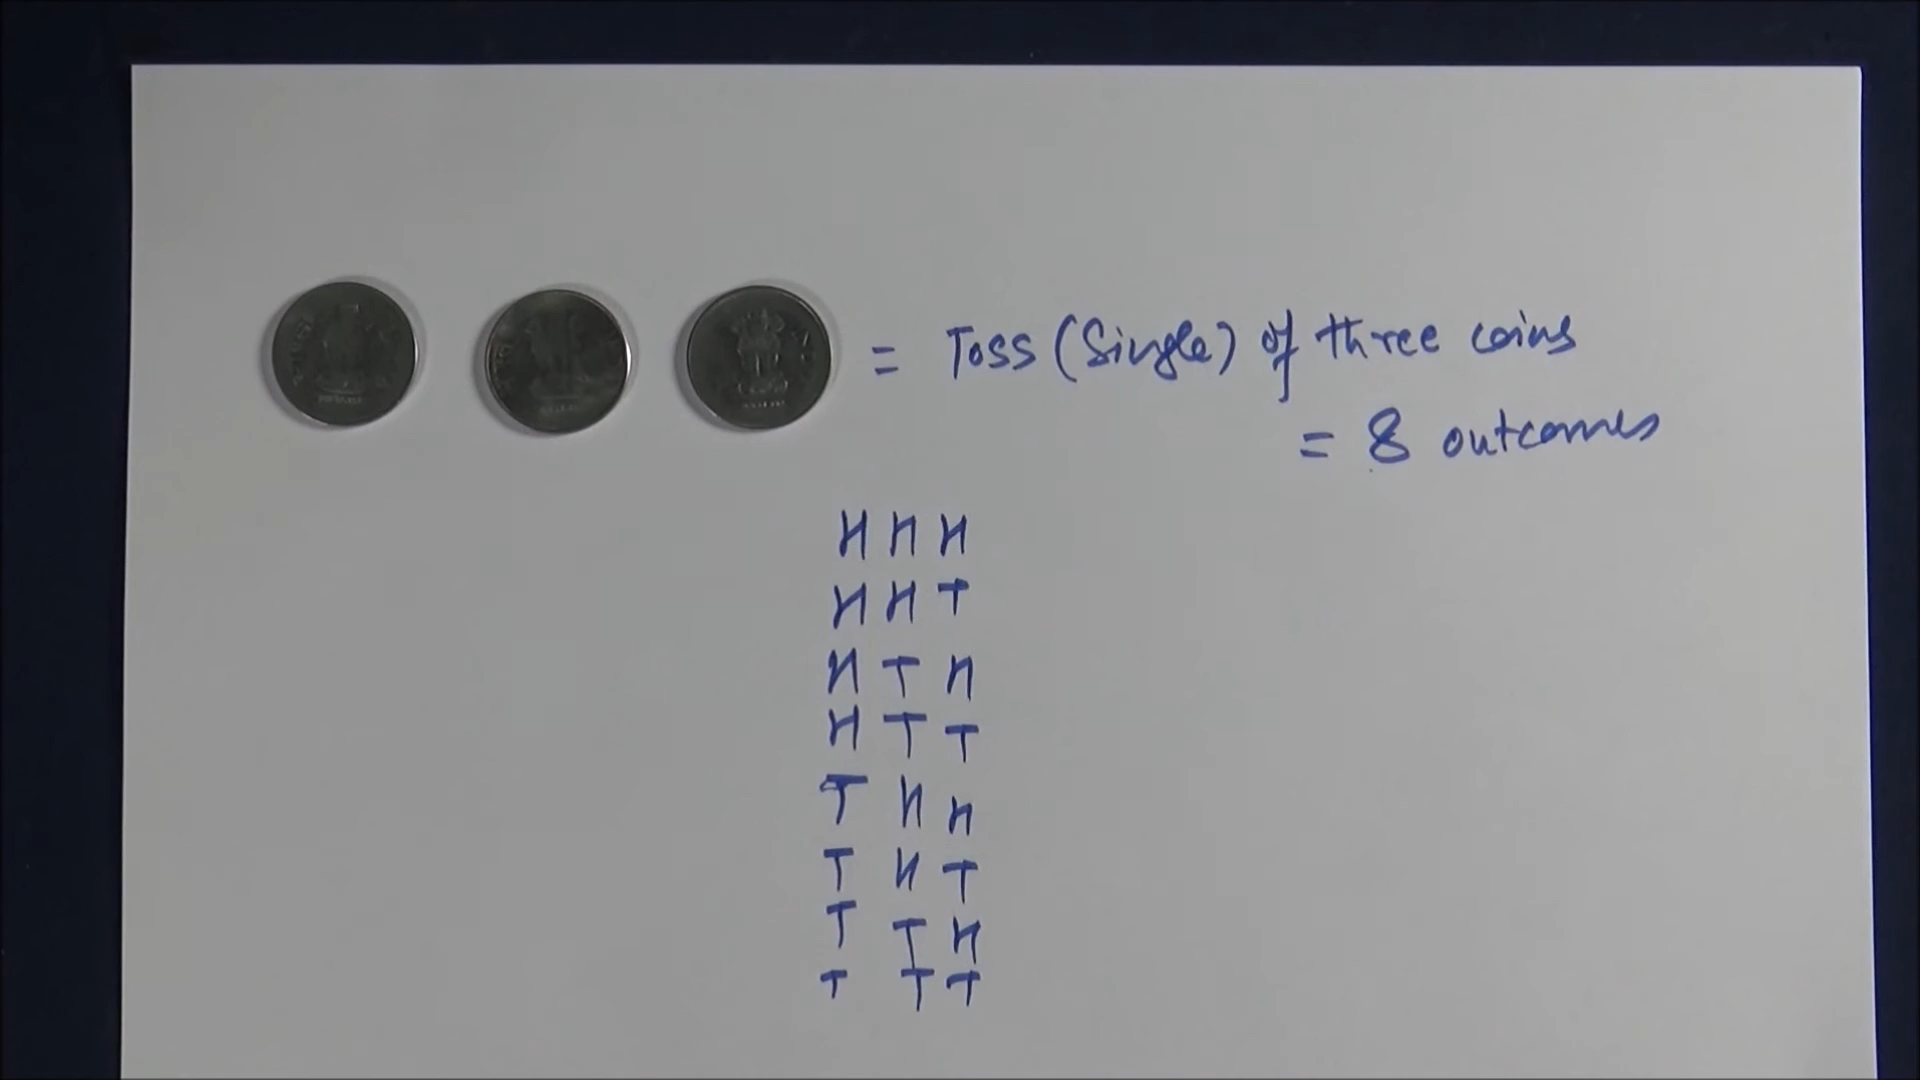 = Toss (Single) of three coins
= 8 outcomes
H H H
H H T
H T H
H T T
T H H
T H T
T T H
T T T